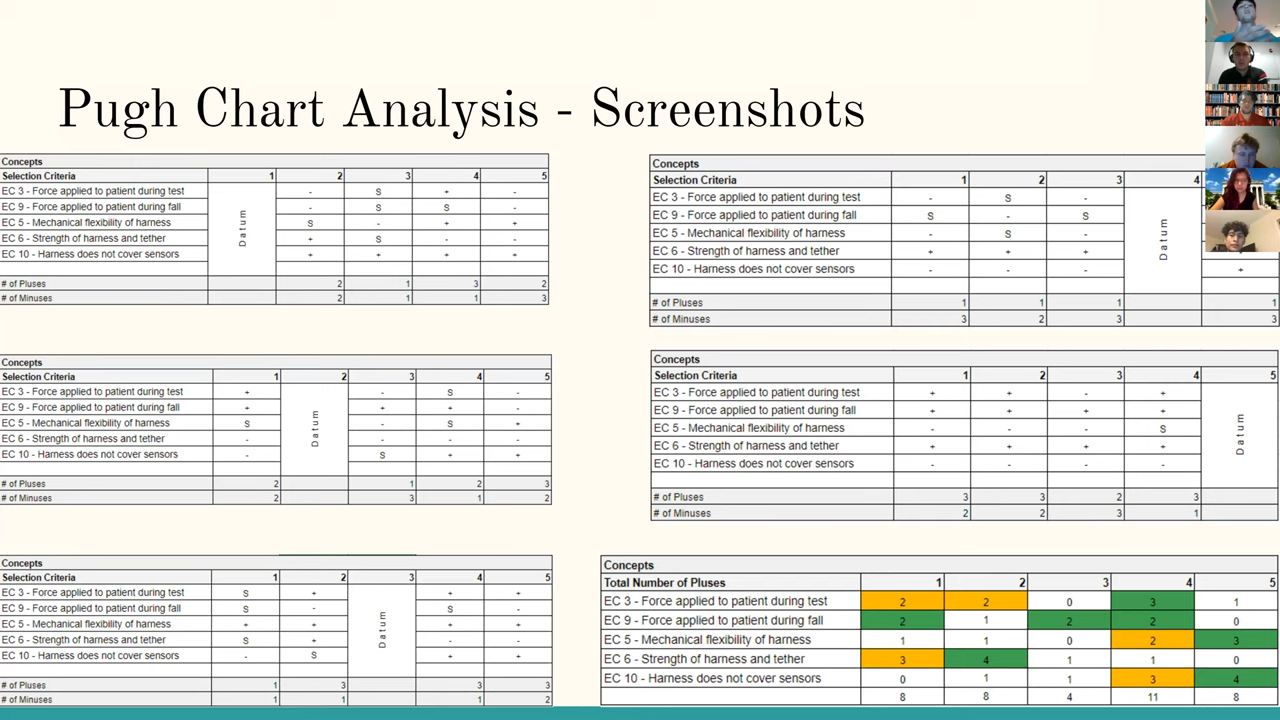 Pugh Chart Analysis - Screenshots
Concepts
Selection Criteria 1 2 3 4 5
EC 3 - Force applied to patient during test - S + -
EC 9 - Force applied to patient during fall - S S -
EC 5 - Mechanical flexibility of harness S - + +
EC 6 - Strength of harness and tether + S - -
EC 10 - Harness does not cover sensors + + + +
Datum
# of Pluses 2 1 3 2
# of Minuses 2 1 1 3
Concepts
Selection Criteria 1 2 3 4
EC 3 - Force applied to patient during test - S -
EC 9 - Force applied to patient during fall S - S
EC 5 - Mechanical flexibility of harness - S -
EC 6 - Strength of harness and tether + + +
EC 10 - Harness does not cover sensors - - - +
Datum
# of Pluses 1 1 1 1
# of Minuses 3 2 3 3
Concepts
Selection Criteria 1 2 3 4 5
EC 3 - Force applied to patient during test + - S -
EC 9 - Force applied to patient during fall + + + -
EC 5 - Mechanical flexibility of harness S - S +
EC 6 - Strength of harness and tether - - - +
EC 10 - Harness does not cover sensors - S + +
Datum
# of Pluses 2 1 2 3
# of Minuses 2 3 1 2
Concepts
Selection Criteria 1 2 3 4 5
EC 3 - Force applied to patient during test + + - +
EC 9 - Force applied to patient during fall + + + +
EC 5 - Mechanical flexibility of harness - - - S
EC 6 - Strength of harness and tether + + + +
EC 10 - Harness does not cover sensors - - - -
Datum
# of Pluses 3 3 2 3
# of Minuses 2 2 3 1
Concepts
Selection Criteria 1 2 3 4 5
EC 3 - Force applied to patient during test S + + +
EC 9 - Force applied to patient during fall S - S -
EC 5 - Mechanical flexibility of harness + + + +
EC 6 - Strength of harness and tether S + - -
EC 10 - Harness does not cover sensors - S + +
Datum
# of Pluses 1 3 3 3
# of Minuses 1 1 1 2
Concepts
Total Number of Pluses 1 2 3 4 5
EC 3 - Force applied to patient during test 2 2 0 3 1
EC 9 - Force applied to patient during fall 2 1 2 2 0
EC 5 - Mechanical flexibility of harness 1 1 0 2 3
EC 6 - Strength of harness and tether 3 4 1 1 0
EC 10 - Harness does not cover sensors 0 1 1 3 4
8 8 4 11 8